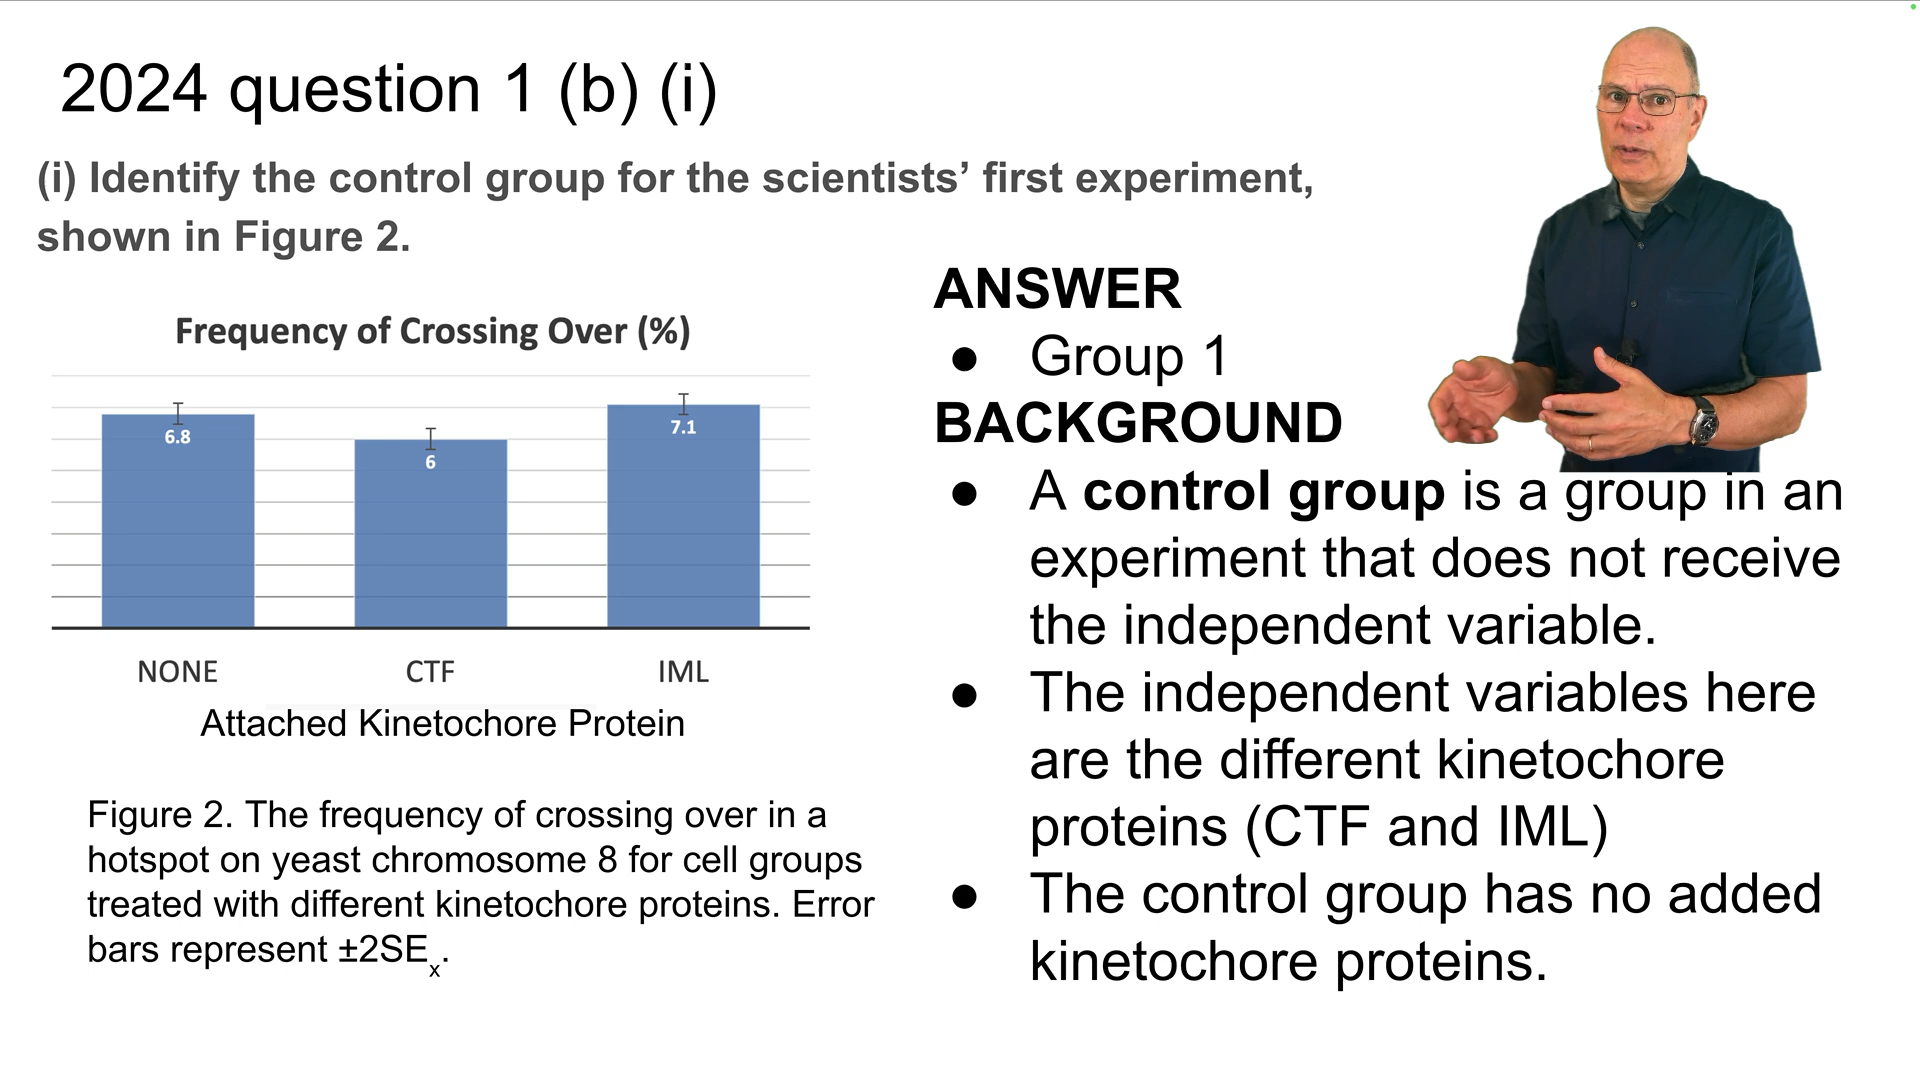 2024 question 1 (b) (i)
(i) Identify the control group for the scientists’ first experiment,
shown in Figure 2.
Frequency of Crossing Over (%)
6.8
6
7.1
NONE
CTF
IML
Attached Kinetochore Protein
Figure 2. The frequency of crossing over in a
hotspot on yeast chromosome 8 for cell groups
treated with different kinetochore proteins. Error
bars represent ±2SEx.
ANSWER
● Group 1
BACKGROUND
● A control group is a group in an
experiment that does not receive
the independent variable.
● The independent variables here
are the different kinetochore
proteins (CTF and IML)
● The control group has no added
kinetochore proteins.